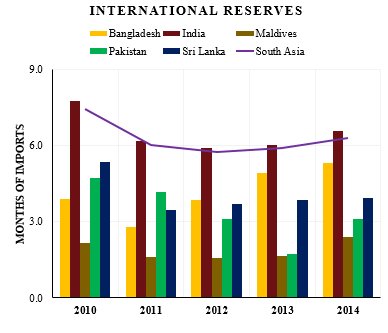 INTERNATIONAL RESERVES
Bangladesh India Maldives
Pakistan Sri Lanka South Asia
MONTHS OF IMPORTS
9.0
6.0
3.0
0.0
2010 2011 2012 2013 2014